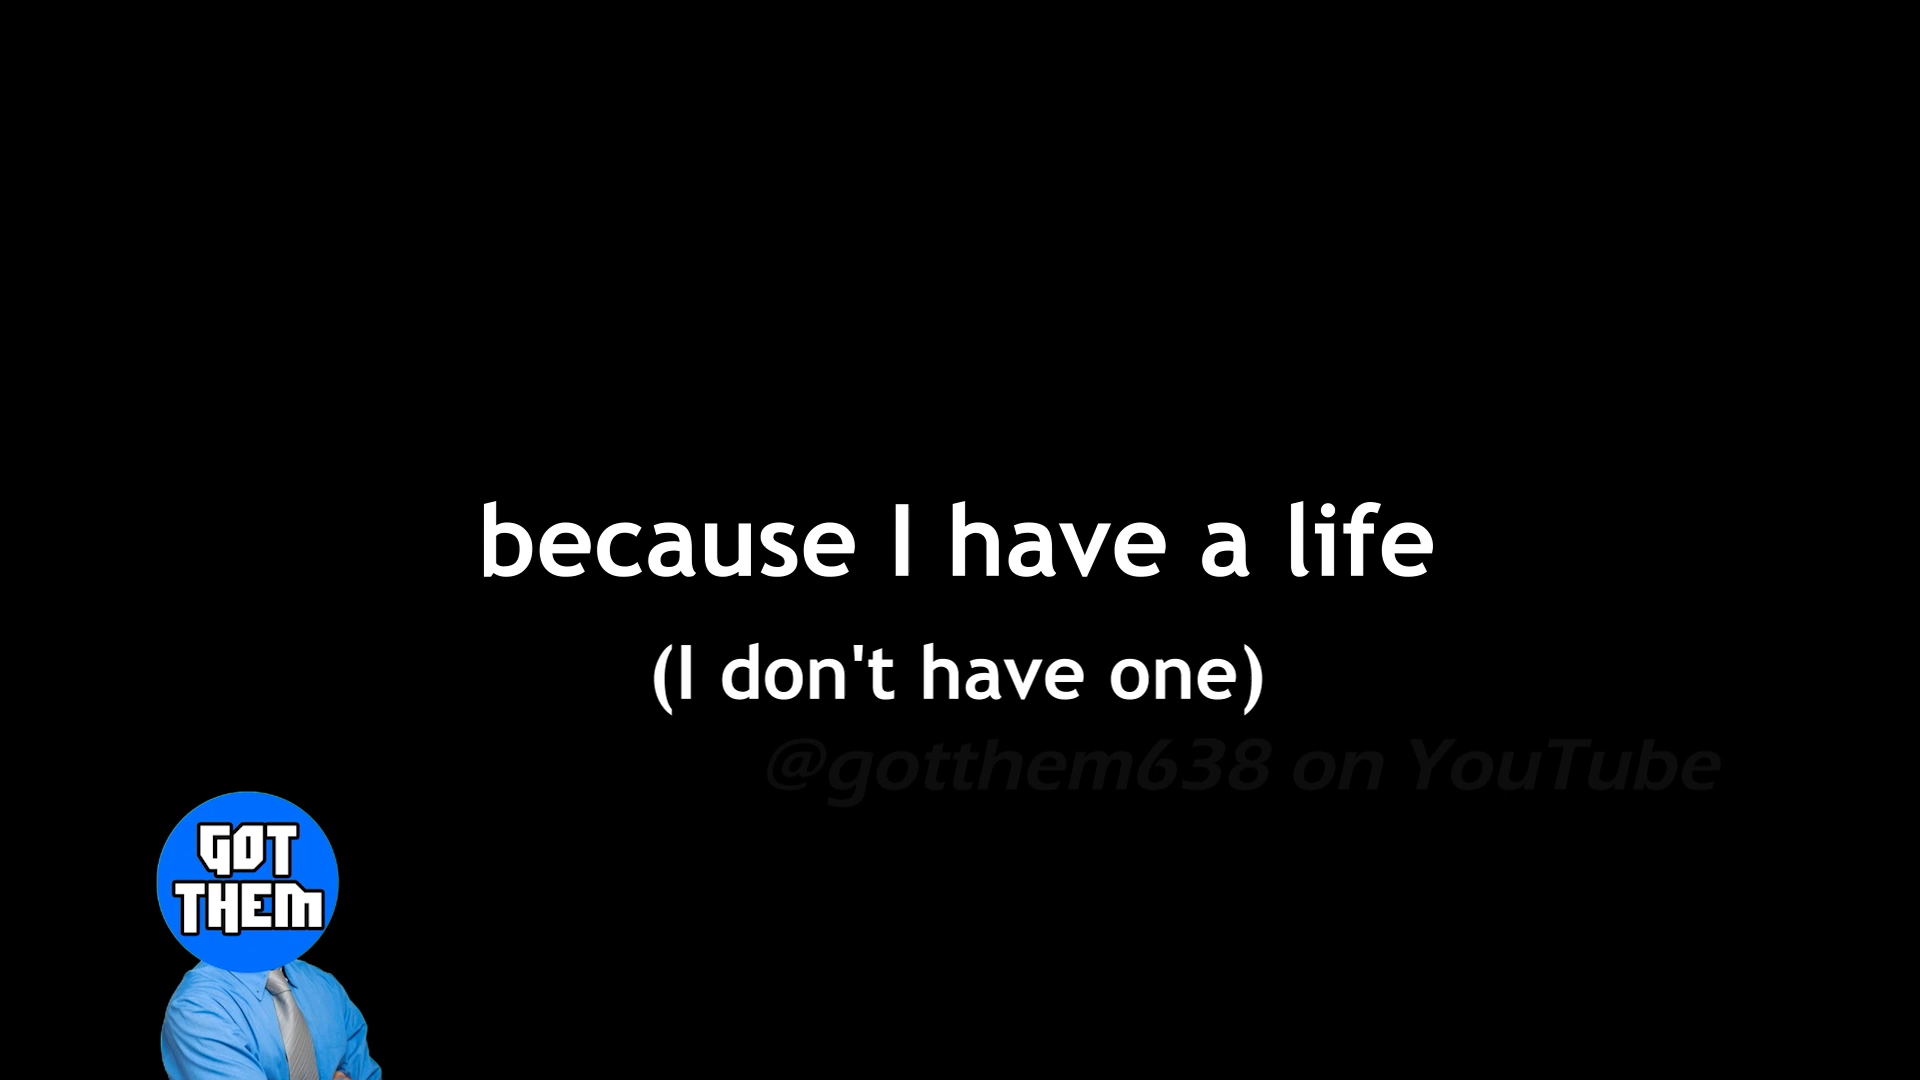 because I have a life
(I don't have one)
@gotthem638 on YouTube
GOT
THEM